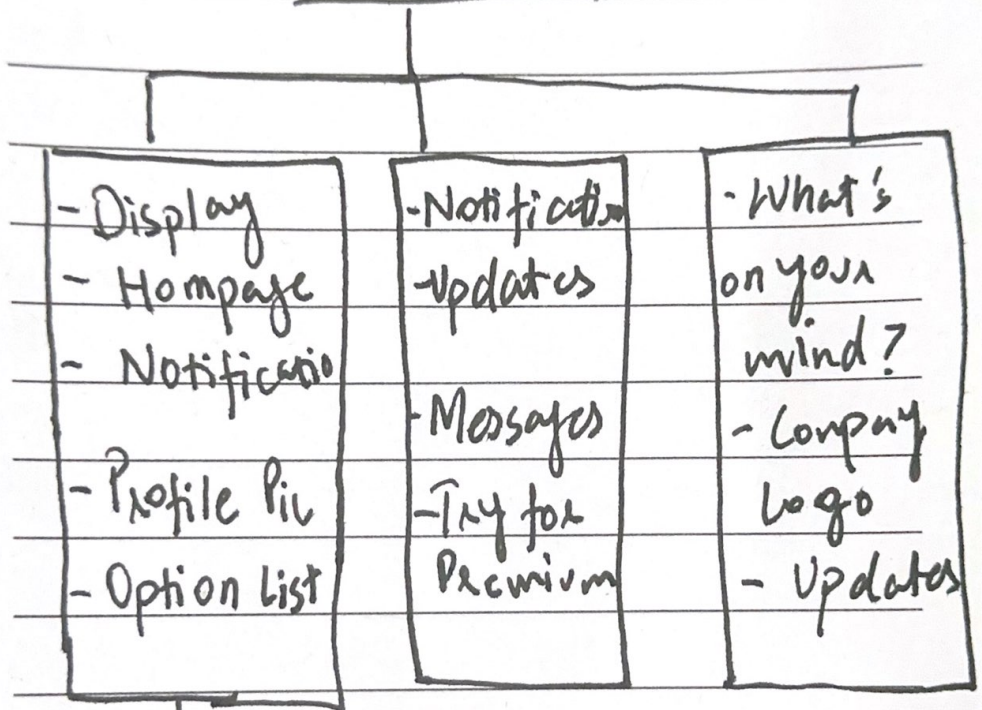 - Display
- Hompage
- Notificatio
- Profile Pic
- Option List
- Notification
- Updates
- Messages
- Try for
Premium
- What's
on your
mind?
- Conpany
Logo
- Updates